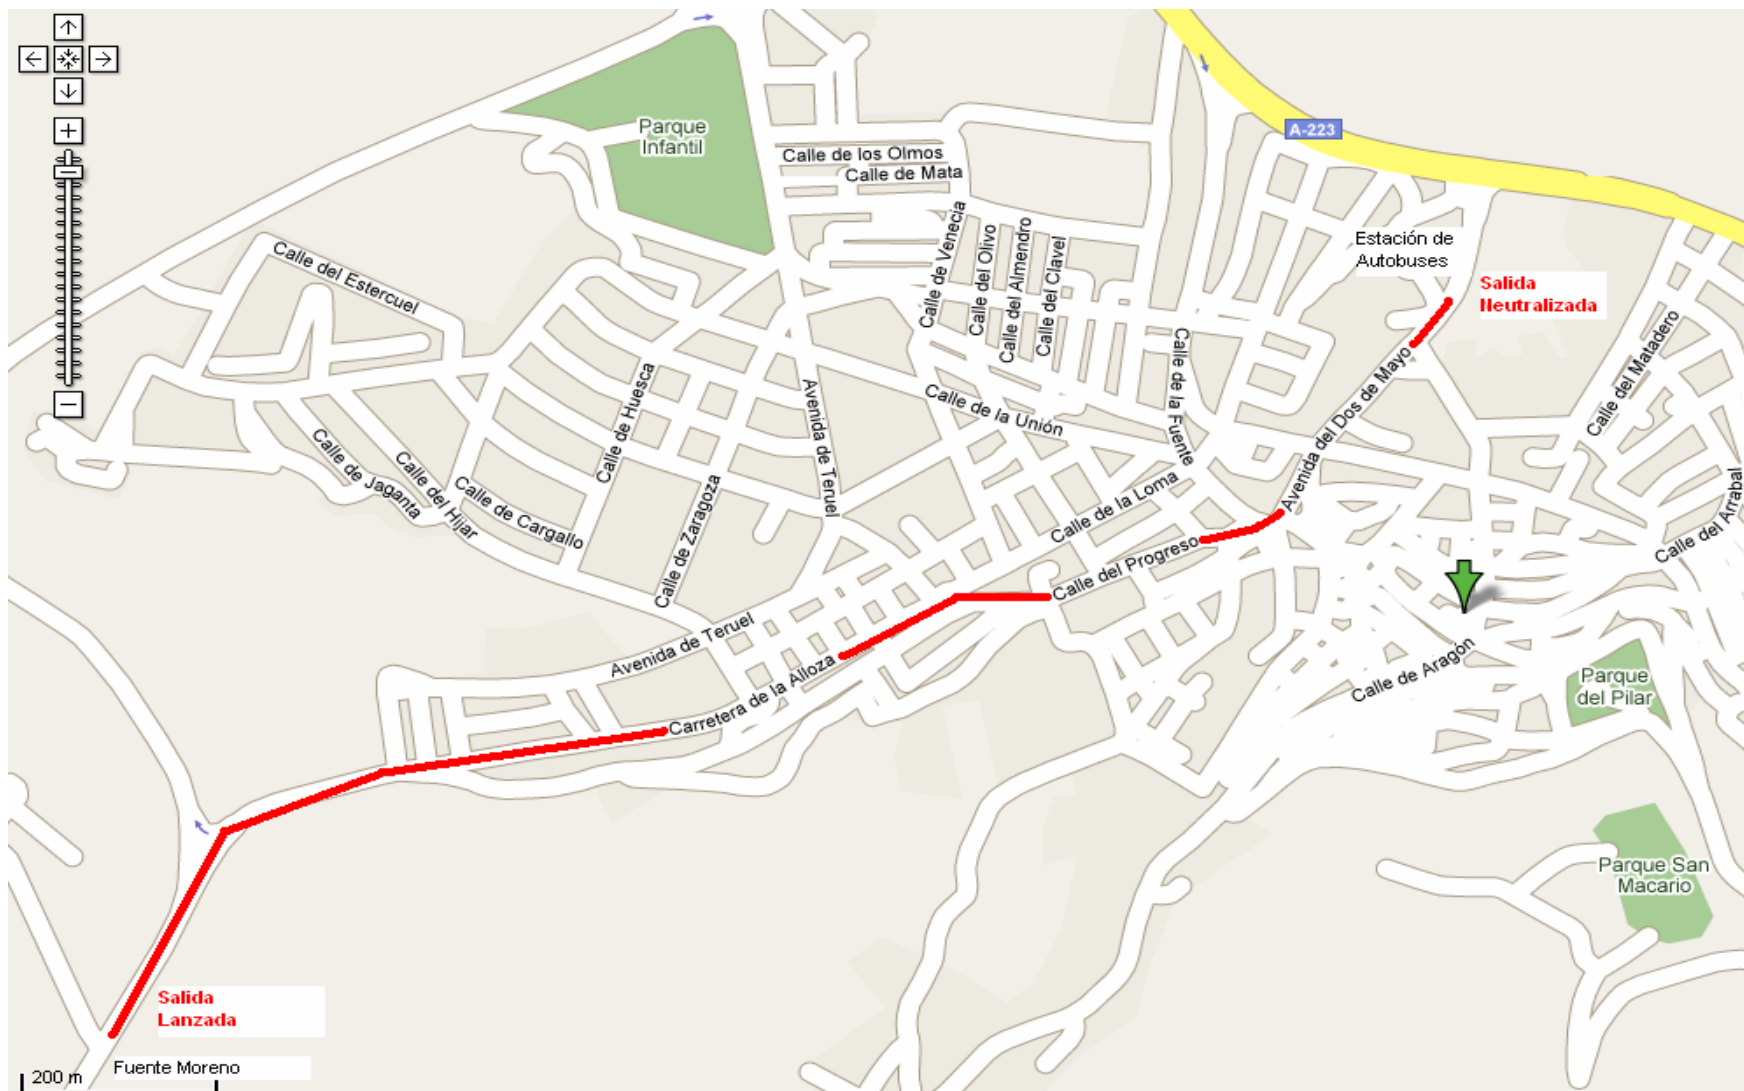 A-223
Parque
Infantil
Calle de los Olmos
Calle de Mata
Calle de Venecia
Calle del Olivo
Calle del Almendro
Calle del Clavel
Estación de
Autobuses
Salida
Neutralizada
Calle del Estercuel
Calle del Matadero
Calle de Huesca
Avenida de Teruel
Calle de la Unión
Calle de la Fuente
Avenida del Dos de Mayo
Calle de Jaganta
Calle del Hijar
Calle de Cargallo
Calle de Zaragoza
Calle de la Loma
Calle del Progreso
Calle del Arrabal
Avenida de Teruel
Carretera de la Alloza
Calle de Aragón
Parque
del Pilar
Parque San
Macario
Salida
Lanzada
Fuente Moreno
200 m